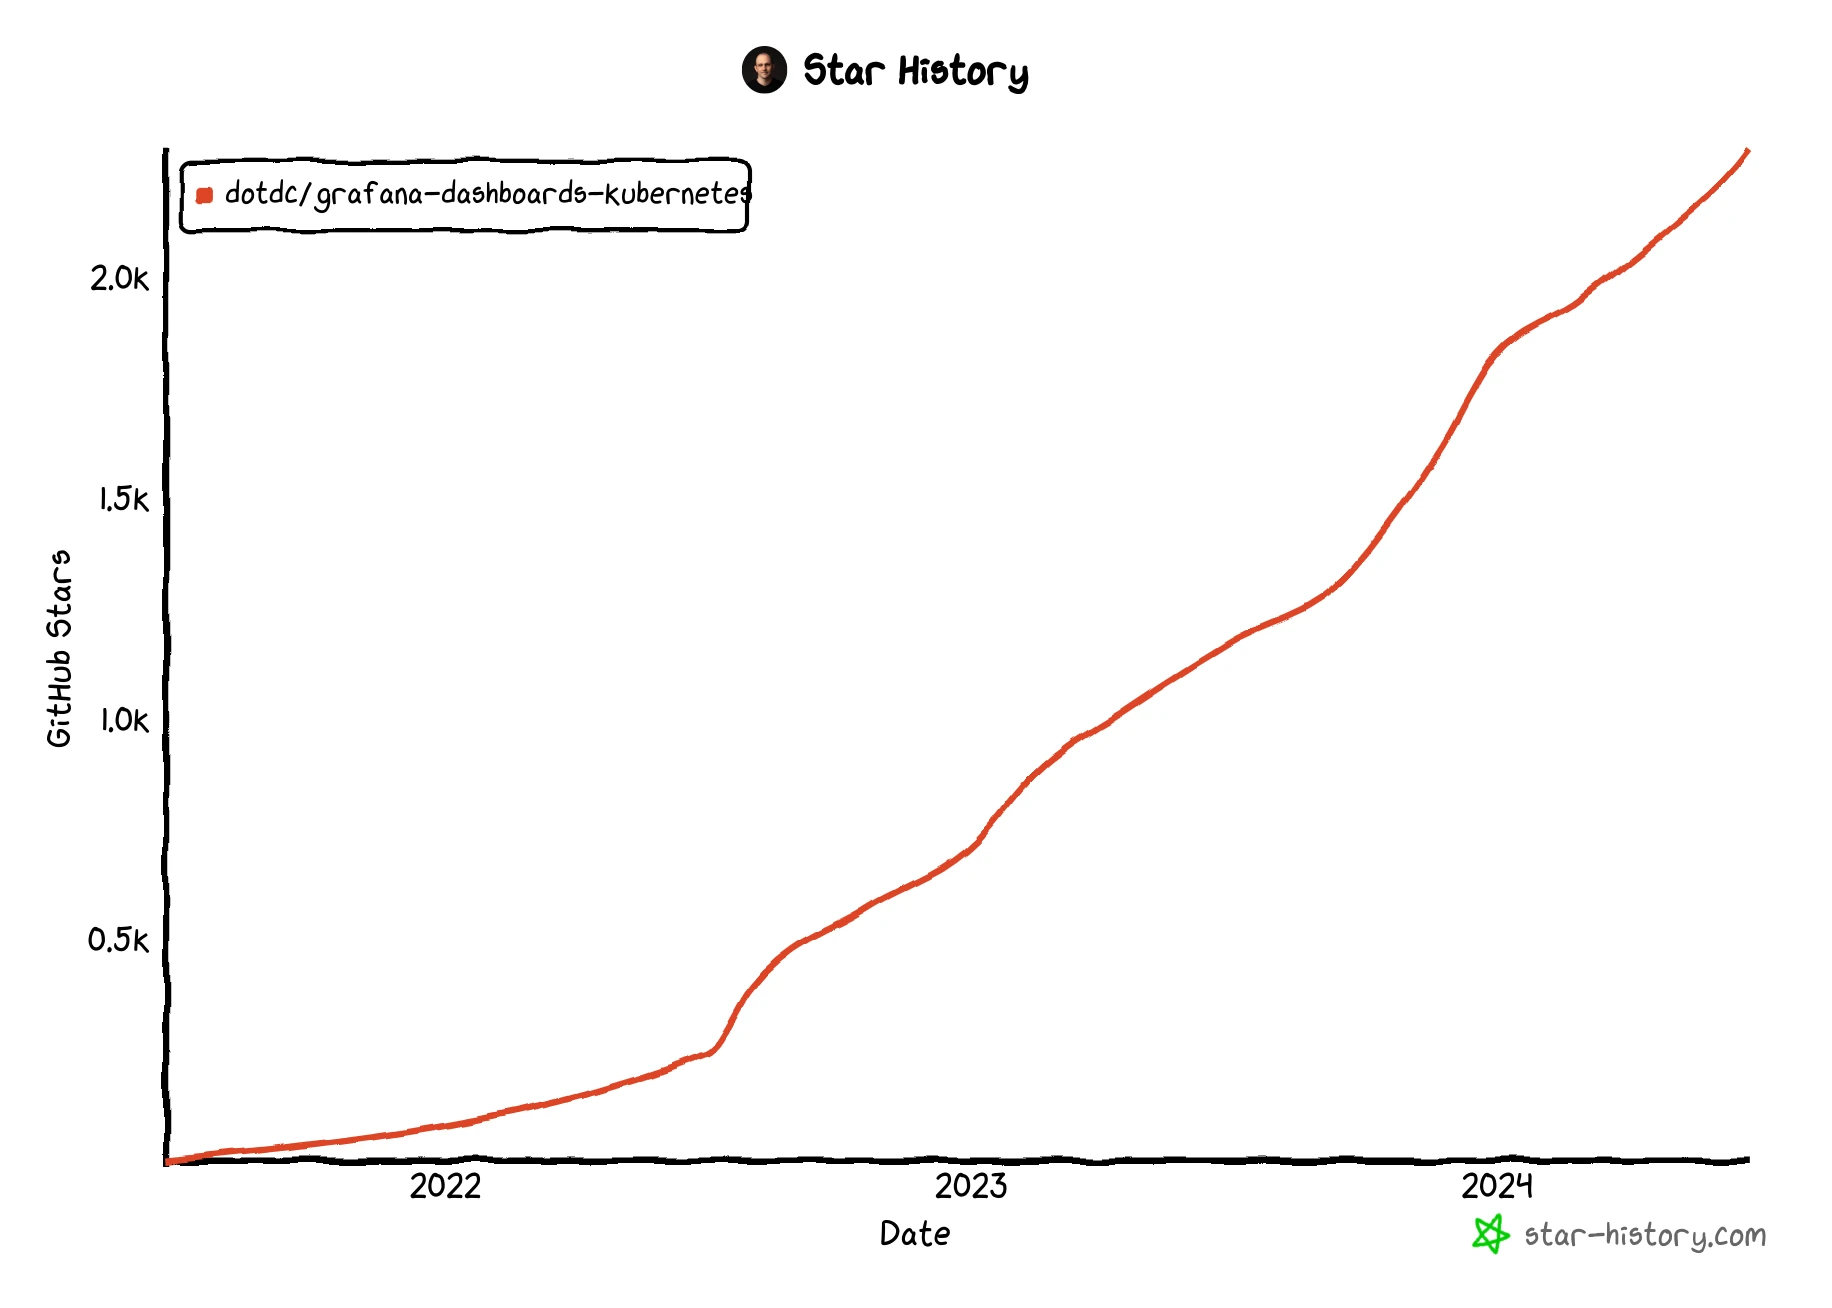 Star History
dotdc/grafana-dashboards-kubernetes
2.0K
1.5K
1.0K
0.5K
GitHub Stars
2022
2023
2024
Date
star-history.com